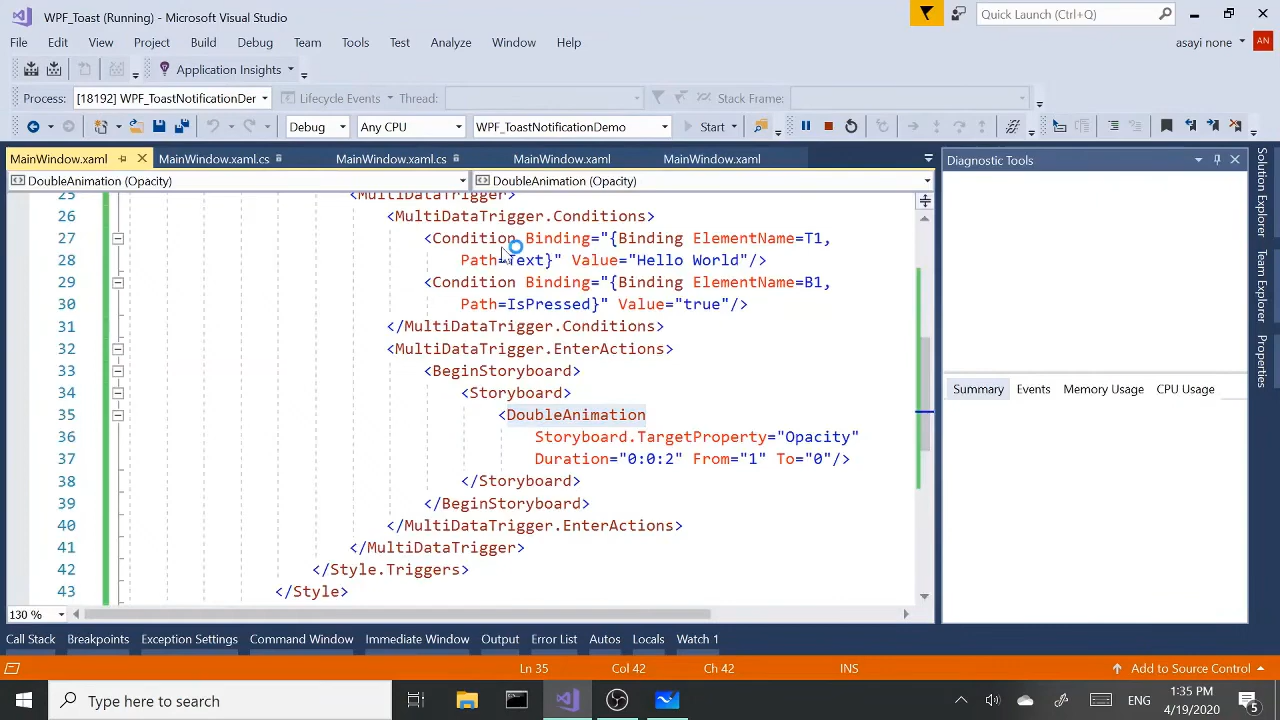 WPF_Toast (Running) - Microsoft Visual Studio
Quick Launch (Ctrl+Q)
File Edit View Project Build Debug Team Tools Test Analyze Window Help
asayi none AN
Application Insights
Process: [18192] WPF_ToastNotificationDer Lifecycle Events Thread: Stack Frame:
Debug Any CPU WPF_ToastNotificationDemo Start
MainWindow.xaml MainWindow.xaml.cs MainWindow.xaml.cs MainWindow.xaml MainWindow.xaml
Diagnostic Tools
DoubleAnimation (Opacity) DoubleAnimation (Opacity)
25 <MultiDataTrigger>
26 <MultiDataTrigger.Conditions>
27 <Condition Binding="{Binding ElementName=T1,
28 Path=Text}" Value="Hello World"/>
29 <Condition Binding="{Binding ElementName=B1,
30 Path=IsPressed}" Value="true"/>
31 </MultiDataTrigger.Conditions>
32 <MultiDataTrigger.EnterActions>
33 <BeginStoryboard>
34 <Storyboard>
35 <DoubleAnimation
36 Storyboard.TargetProperty="Opacity"
37 Duration="0:0:2" From="1" To="0"/>
38 </Storyboard>
39 </BeginStoryboard>
40 </MultiDataTrigger.EnterActions>
41 </MultiDataTrigger>
42 </Style.Triggers>
43 </Style>
Summary Events Memory Usage CPU Usage
Solution Explorer
Team Explorer
Properties
130 %
Call Stack Breakpoints Exception Settings Command Window Immediate Window Output Error List Autos Locals Watch 1
Ln 35 Col 42 Ch 42 INS Add to Source Control
Type here to search
ENG
1:35 PM
4/19/2020
5